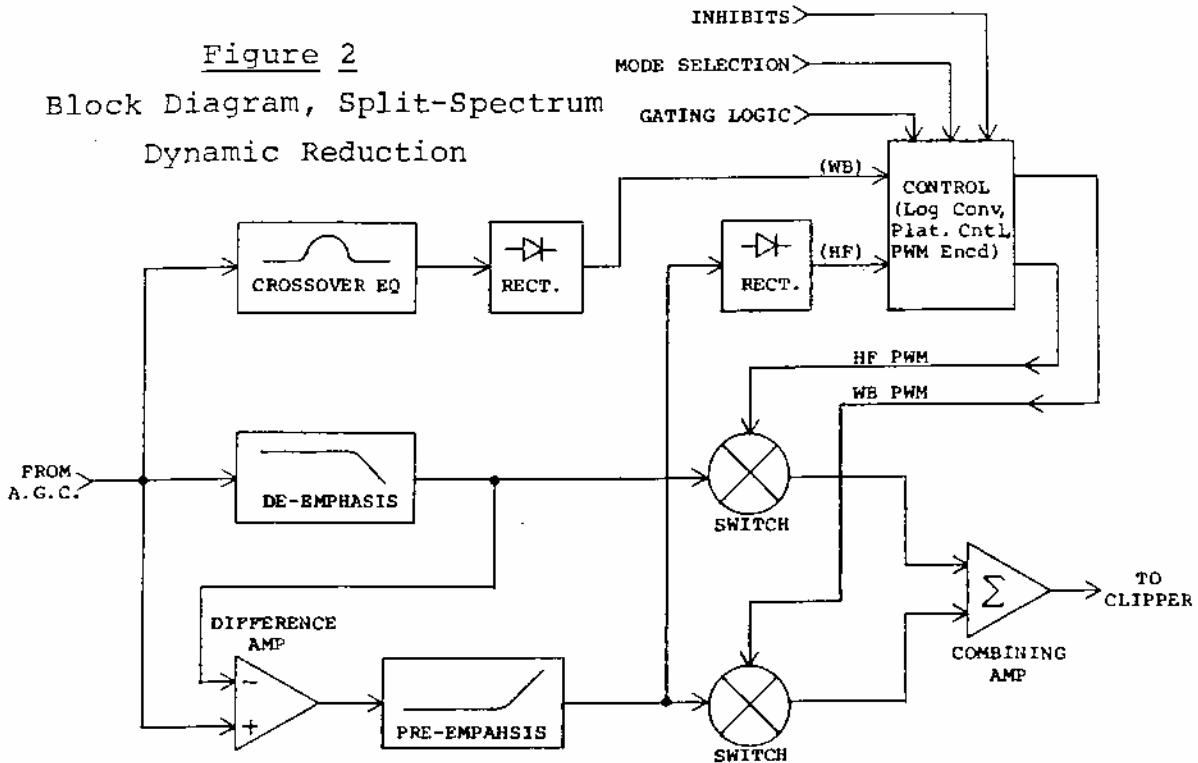 Figure 2
Block Diagram, Split-Spectrum
Dynamic Reduction
INHIBITS
MODE SELECTION
GATING LOGIC
(WB)
CONTROL
(Log Conv,
Plat. Cntl,
PWM Encd)
CROSSOVER EQ
RECT.
RECT.
(HF)
HF PWM
WB PWM
FROM
A.G.C.
DE-EMPHASIS
SWITCH
DIFFERENCE
AMP
-
+
PRE-EMPAHSIS
SWITCH
Σ
COMBINING
AMP
TO
CLIPPER